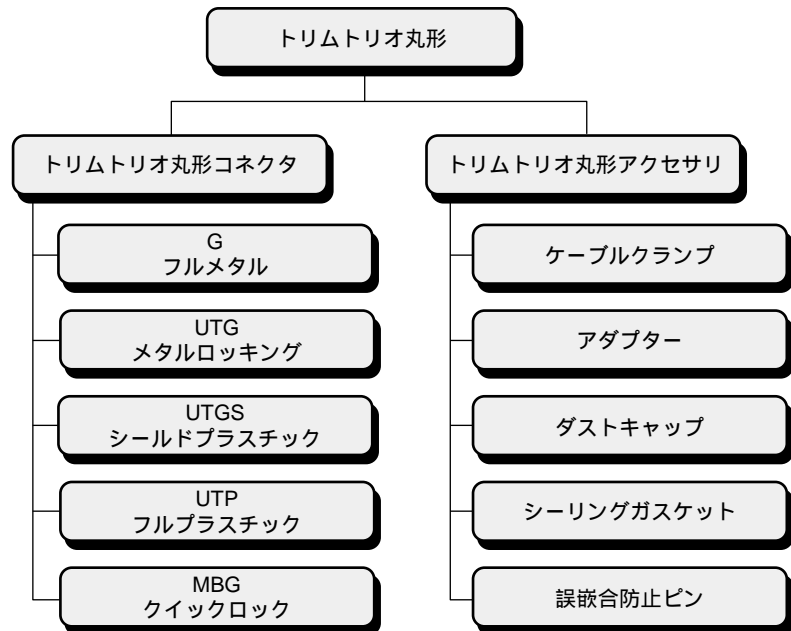 トリムトリオ丸形
トリムトリオ丸形コネクタ
G
フルメタル
UTG
メタルロッキング
UTGS
シールドプラスチック
UTP
フルプラスチック
MBG
クイックロック
トリムトリオ丸形アクセサリ
ケーブルクランプ
アダプター
ダストキャップ
シーリングガスケット
誤嵌合防止ピン